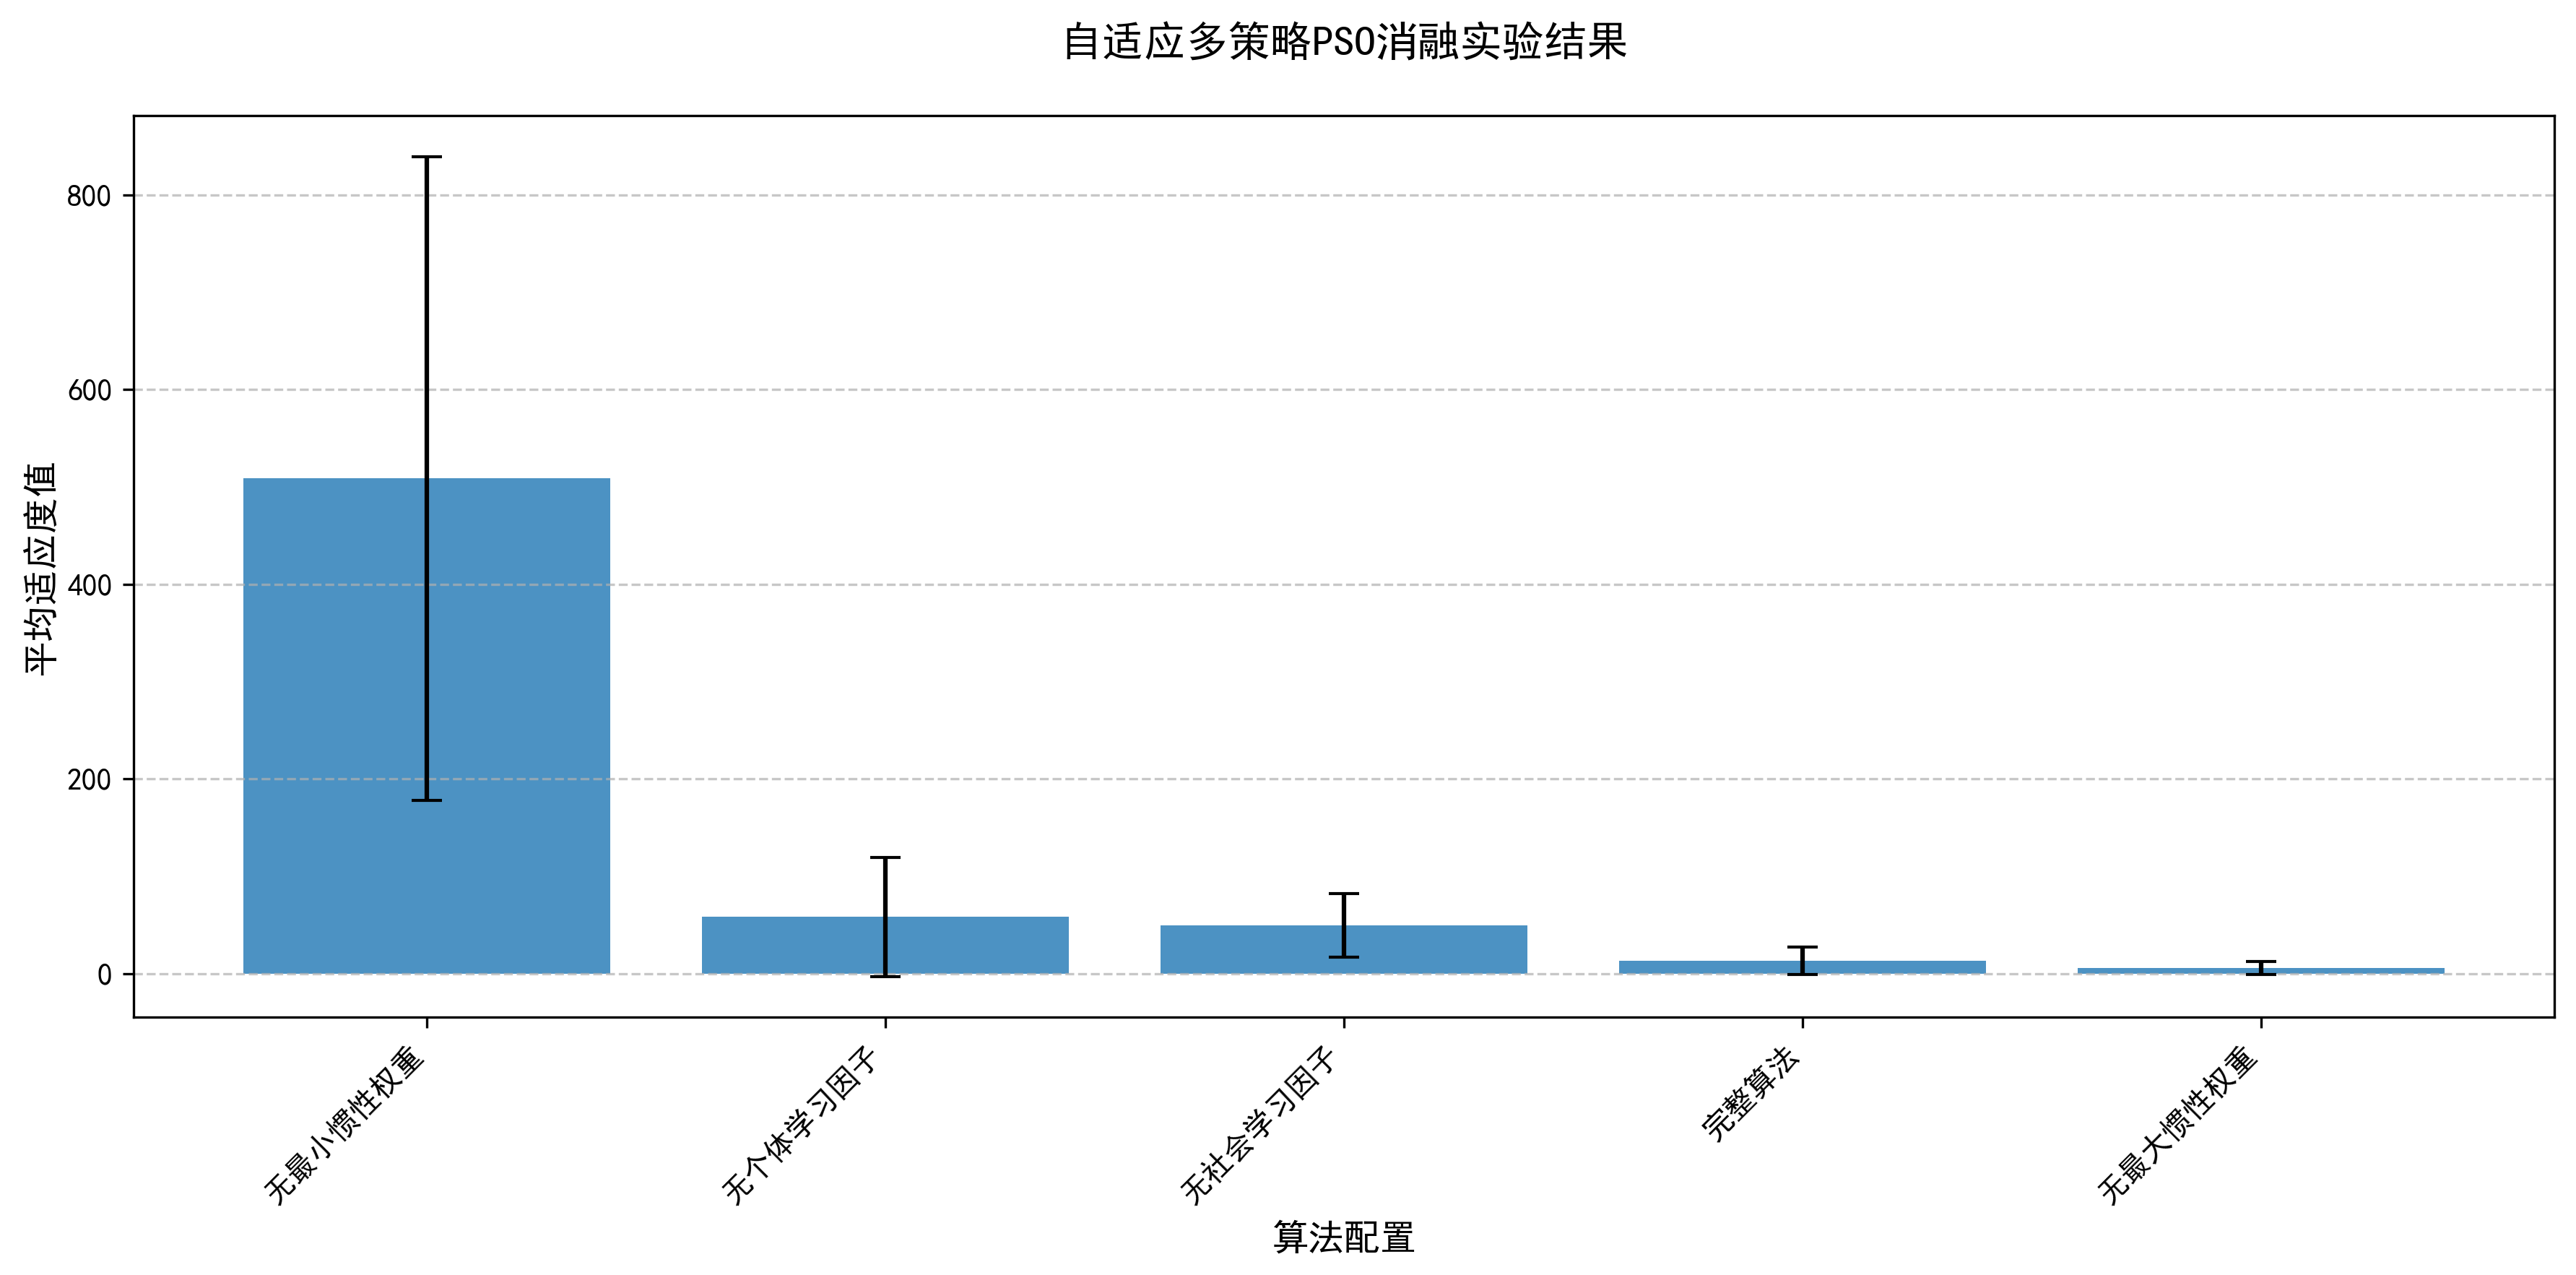 自适应多策略PSO消融实验结果
平均适应度值
800
600
400
200
0
无最小惯性权重
无个体学习因子
无社会学习因子
完整算法
无最大惯性权重
算法配置